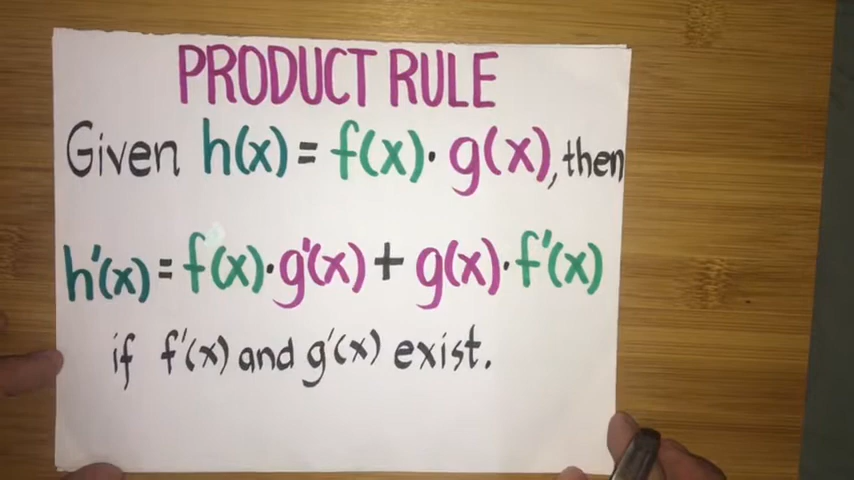 PRODUCT RULE
Given h(x) = f(x) · g(x), then
h'(x) = f(x) · g'(x) + g(x) · f'(x)
if f'(x) and g'(x) exist.